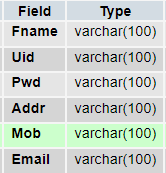 Field Type
Fname varchar(100)
Uid varchar(100)
Pwd varchar(100)
Addr varchar(100)
Mob varchar(100)
Email varchar(100)